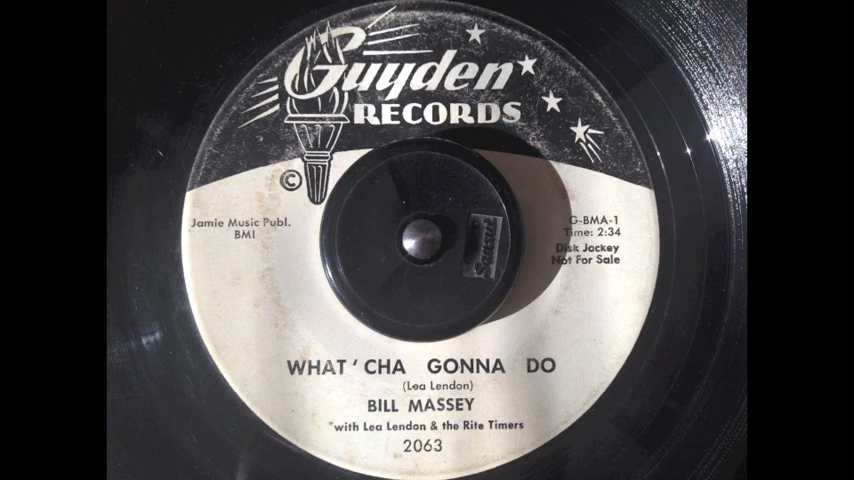 Guyden
RECORDS
©
Jamie Music Publ.
BMI
G-BMA-1
Time: 2:34
Disk Jockey
Not For Sale
Sansui
WHAT'CHA GONNA DO
(Lea Lendon)
BILL MASSEY
with Lea Lendon & the Rite Timers
2063